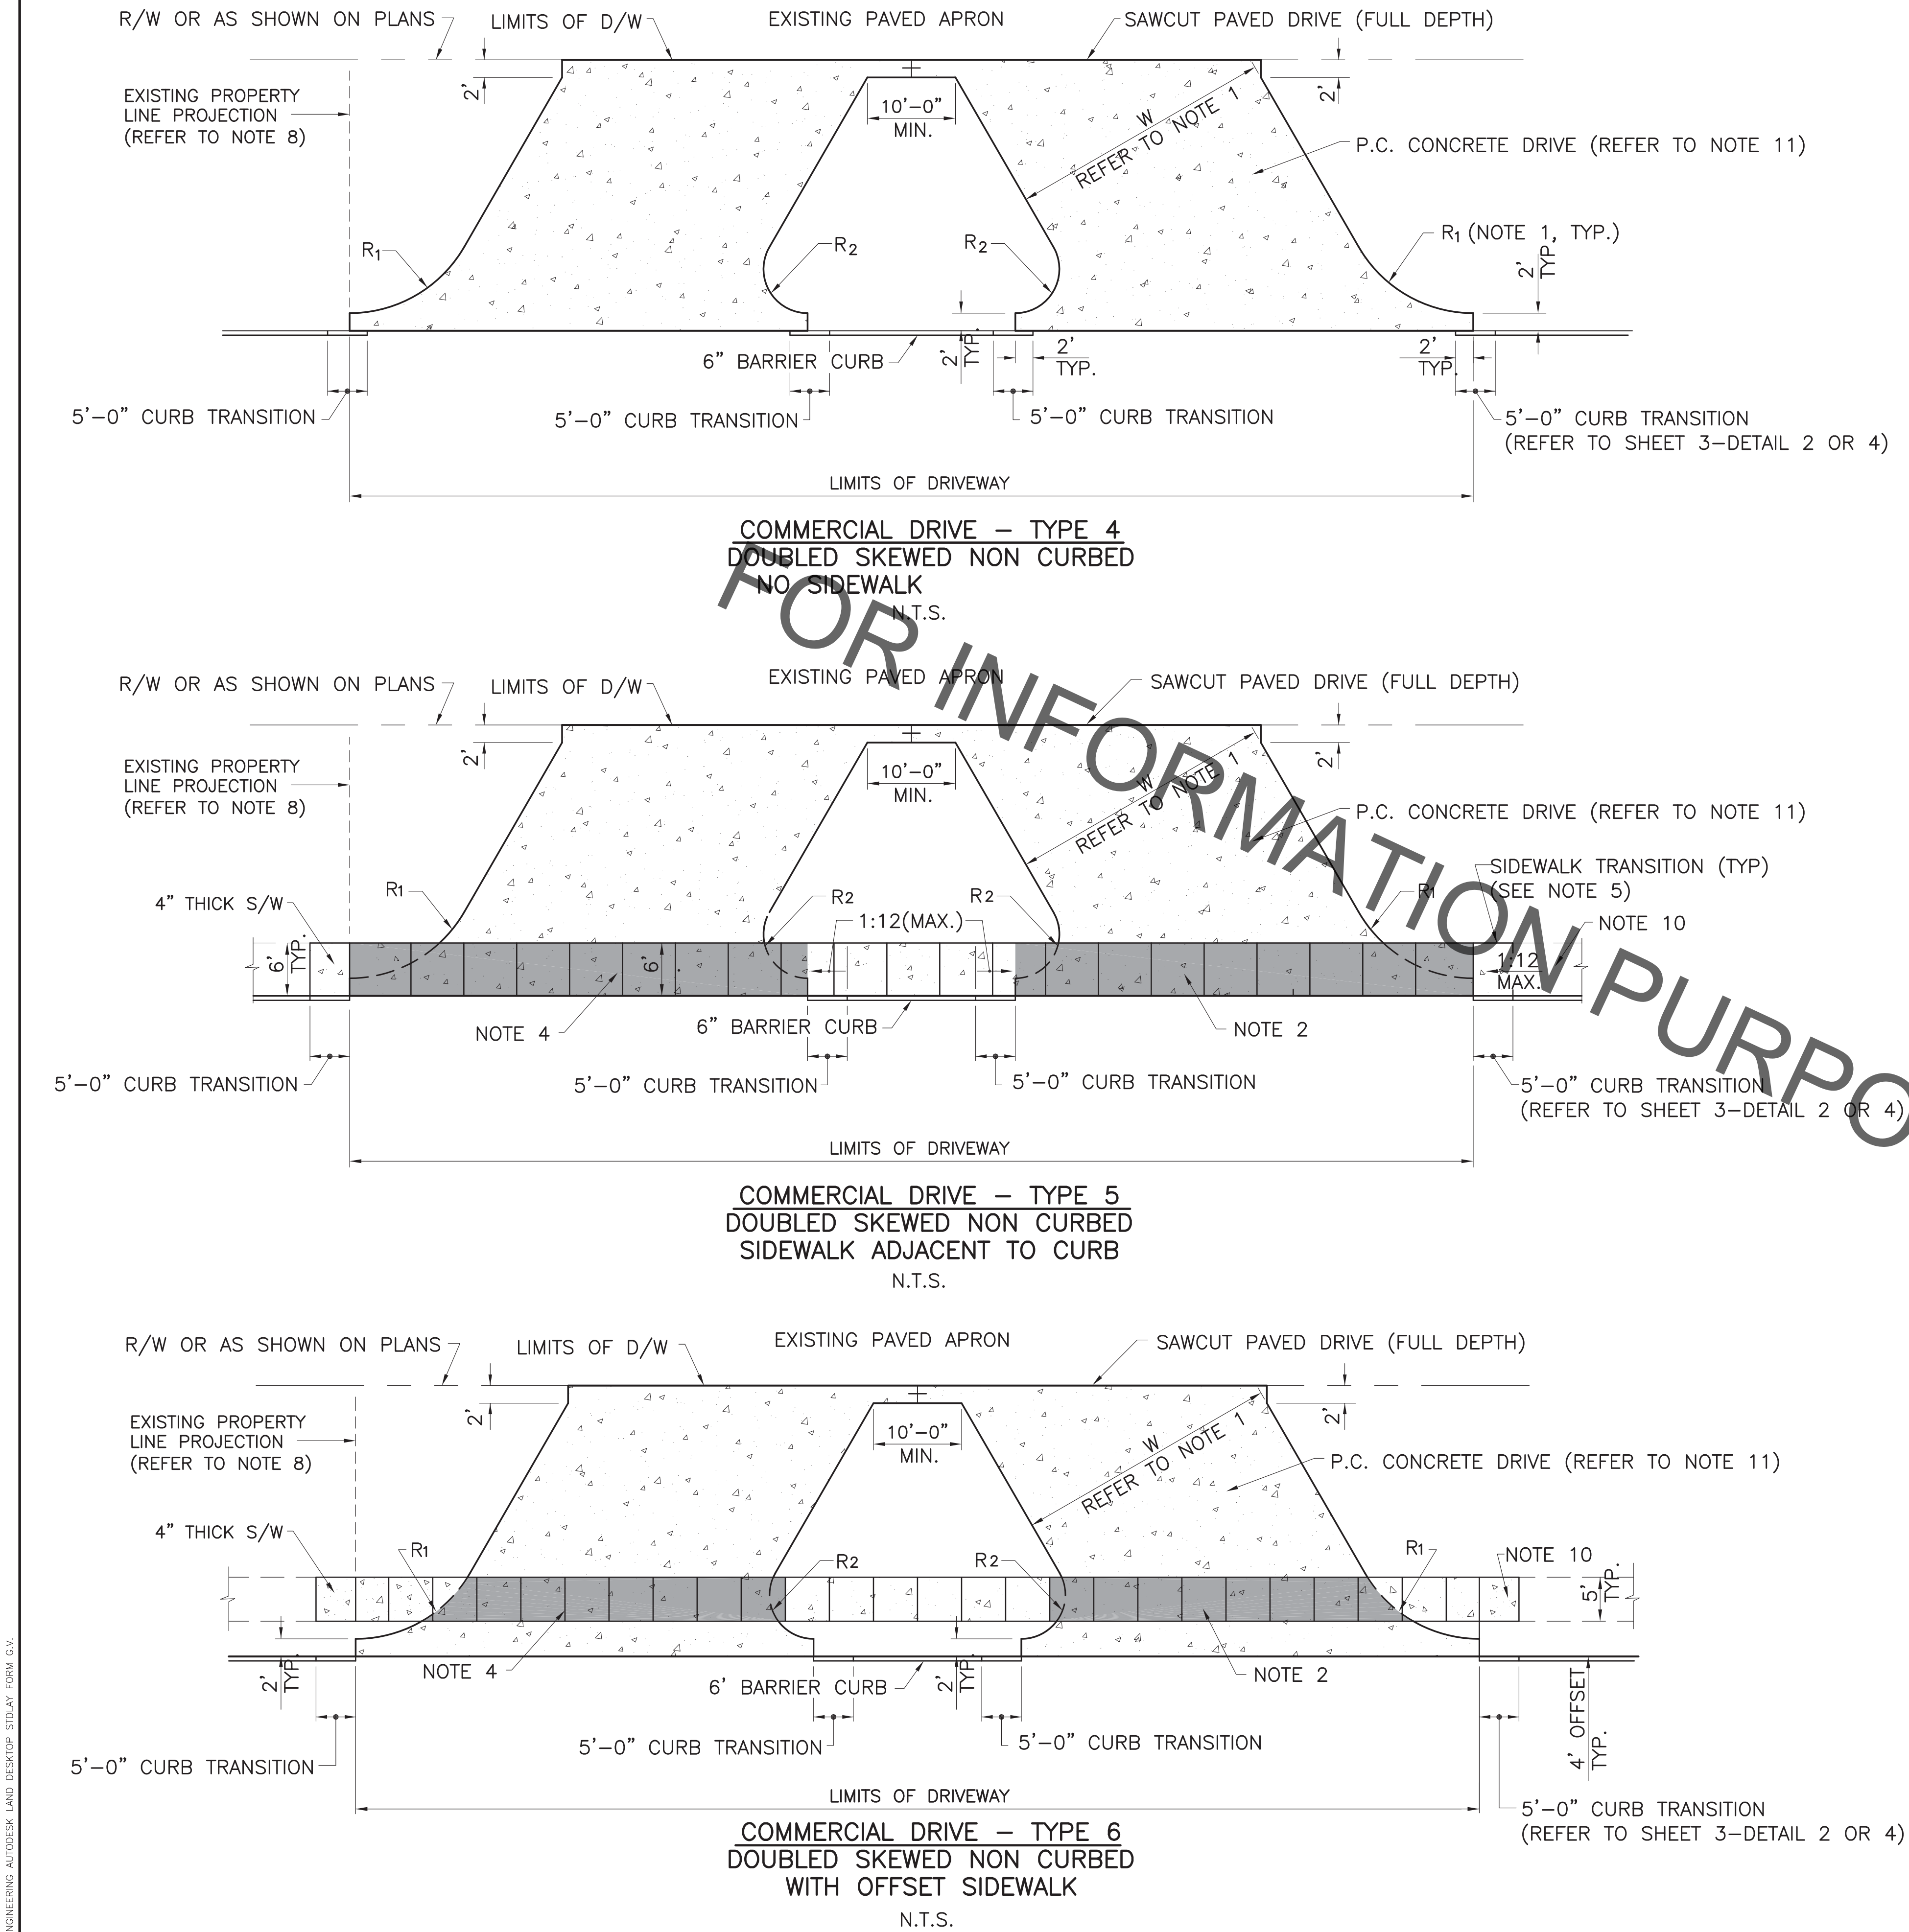 R/W OR AS SHOWN ON PLANS
LIMITS OF D/W
EXISTING PAVED APRON
SAWCUT PAVED DRIVE (FULL DEPTH)
2'
2'
EXISTING PROPERTY
LINE PROJECTION
(REFER TO NOTE 8)
10'-0"
MIN.
W
REFER TO NOTE 1
P.C. CONCRETE DRIVE (REFER TO NOTE 11)
R1
R2
R2
R1 (NOTE 1, TYP.)
2'
TYP.
6" BARRIER CURB
2'
TYP.
2'
TYP.
2'
TYP.
5'-0" CURB TRANSITION
5'-0" CURB TRANSITION
5'-0" CURB TRANSITION
5'-0" CURB TRANSITION
(REFER TO SHEET 3-DETAIL 2 OR 4)
LIMITS OF DRIVEWAY
COMMERCIAL DRIVE - TYPE 4
DOUBLED SKEWED NON CURBED
NO SIDEWALK
N.T.S.
FOR INFORMATION PURPO
R/W OR AS SHOWN ON PLANS
LIMITS OF D/W
EXISTING PAVED APRON
SAWCUT PAVED DRIVE (FULL DEPTH)
2'
2'
EXISTING PROPERTY
LINE PROJECTION
(REFER TO NOTE 8)
10'-0"
MIN.
W
REFER TO NOTE 1
P.C. CONCRETE DRIVE (REFER TO NOTE 11)
SIDEWALK TRANSITION (TYP)
(SEE NOTE 5)
4" THICK S/W
R1
R2
R2
R1
1:12(MAX.)
NOTE 10
6'
TYP.
6'
1:12
MAX.
NOTE 4
6" BARRIER CURB
NOTE 2
5'-0" CURB TRANSITION
5'-0" CURB TRANSITION
5'-0" CURB TRANSITION
5'-0" CURB TRANSITION
(REFER TO SHEET 3-DETAIL 2 OR 4)
LIMITS OF DRIVEWAY
COMMERCIAL DRIVE - TYPE 5
DOUBLED SKEWED NON CURBED
SIDEWALK ADJACENT TO CURB
N.T.S.
R/W OR AS SHOWN ON PLANS
LIMITS OF D/W
EXISTING PAVED APRON
SAWCUT PAVED DRIVE (FULL DEPTH)
2'
2'
EXISTING PROPERTY
LINE PROJECTION
(REFER TO NOTE 8)
10'-0"
MIN.
W
REFER TO NOTE 1
P.C. CONCRETE DRIVE (REFER TO NOTE 11)
4" THICK S/W
R1
R2
R2
R1
NOTE 10
5'
TYP.
2'
TYP.
NOTE 4
6' BARRIER CURB
2'
TYP.
NOTE 2
4' OFFSET
TYP.
5'-0" CURB TRANSITION
5'-0" CURB TRANSITION
5'-0" CURB TRANSITION
5'-0" CURB TRANSITION
(REFER TO SHEET 3-DETAIL 2 OR 4)
LIMITS OF DRIVEWAY
COMMERCIAL DRIVE - TYPE 6
DOUBLED SKEWED NON CURBED
WITH OFFSET SIDEWALK
N.T.S.
NGINEERING AUTODESK LAND DESKTOP STDLAY FORM G.V.